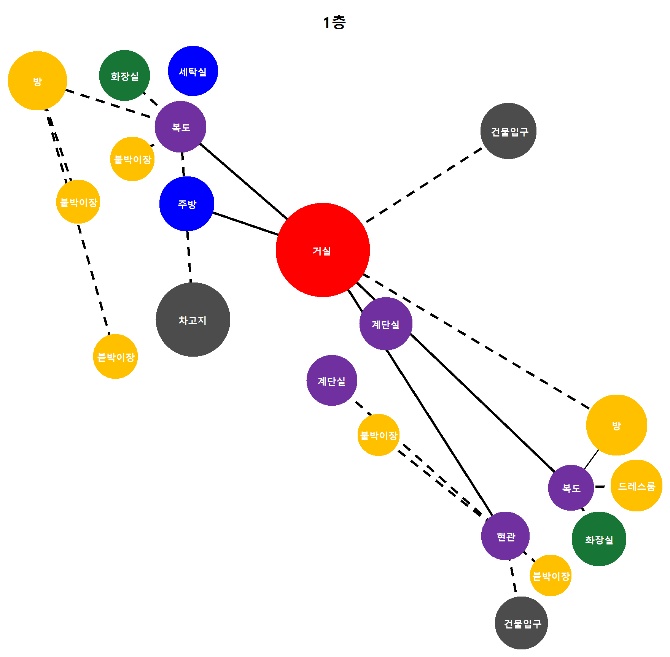 1층
방
화장실
세탁실
복도
건물입구
붙박이장
붙박이장
주방
거실
차고지
계단실
붙박이장
계단실
방
붙박이장
복도
드레스룸
현관
화장실
붙박이장
건물입구